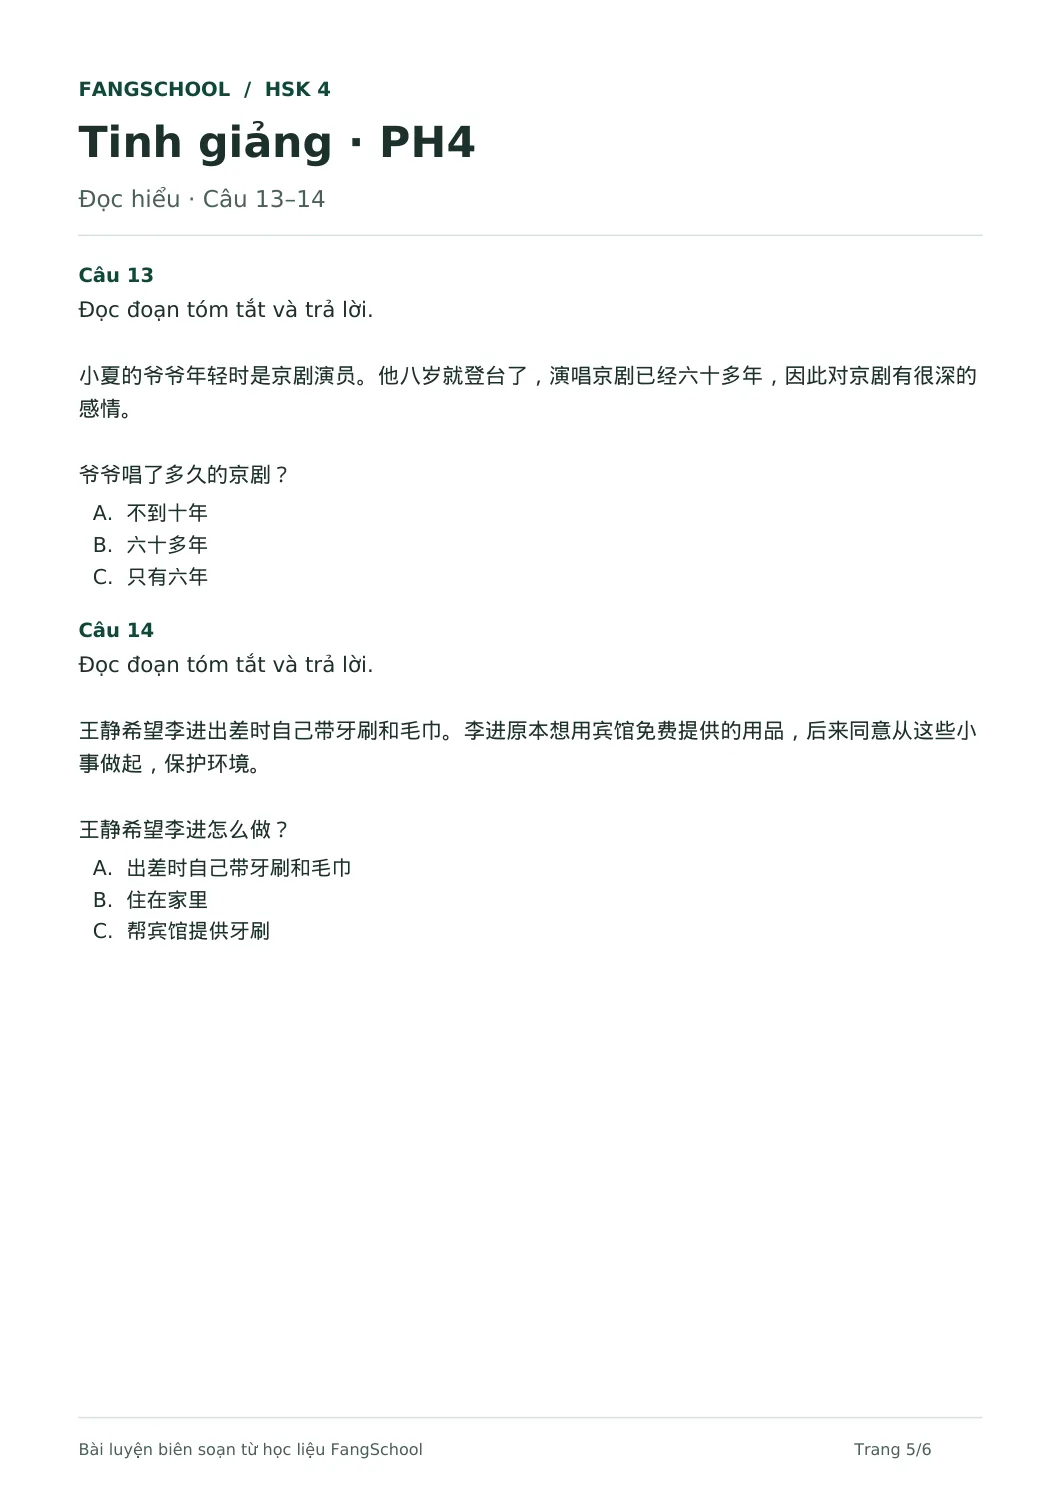 FANGSCHOOL / HSK 4
Tinh giảng · PH4
Đọc hiểu · Câu 13–14
Câu 13
Đọc đoạn tóm tắt và trả lời.
小夏的爷爷年轻时是京剧演员。他八岁就登台了，演唱京剧已经六十多年，因此对京剧有很深的
感情。
爷爷唱了多久的京剧？
A. 不到十年
B. 六十多年
C. 只有六年
Câu 14
Đọc đoạn tóm tắt và trả lời.
王静希望李进出差时自己带牙刷和毛巾。李进原本想用宾馆免费提供的用品，后来同意从这些小
事做起，保护环境。
王静希望李进怎么做？
A. 出差时自己带牙刷和毛巾
B. 住在家里
C. 帮宾馆提供牙刷
Bài luyện biên soạn từ học liệu FangSchool
Trang 5/6